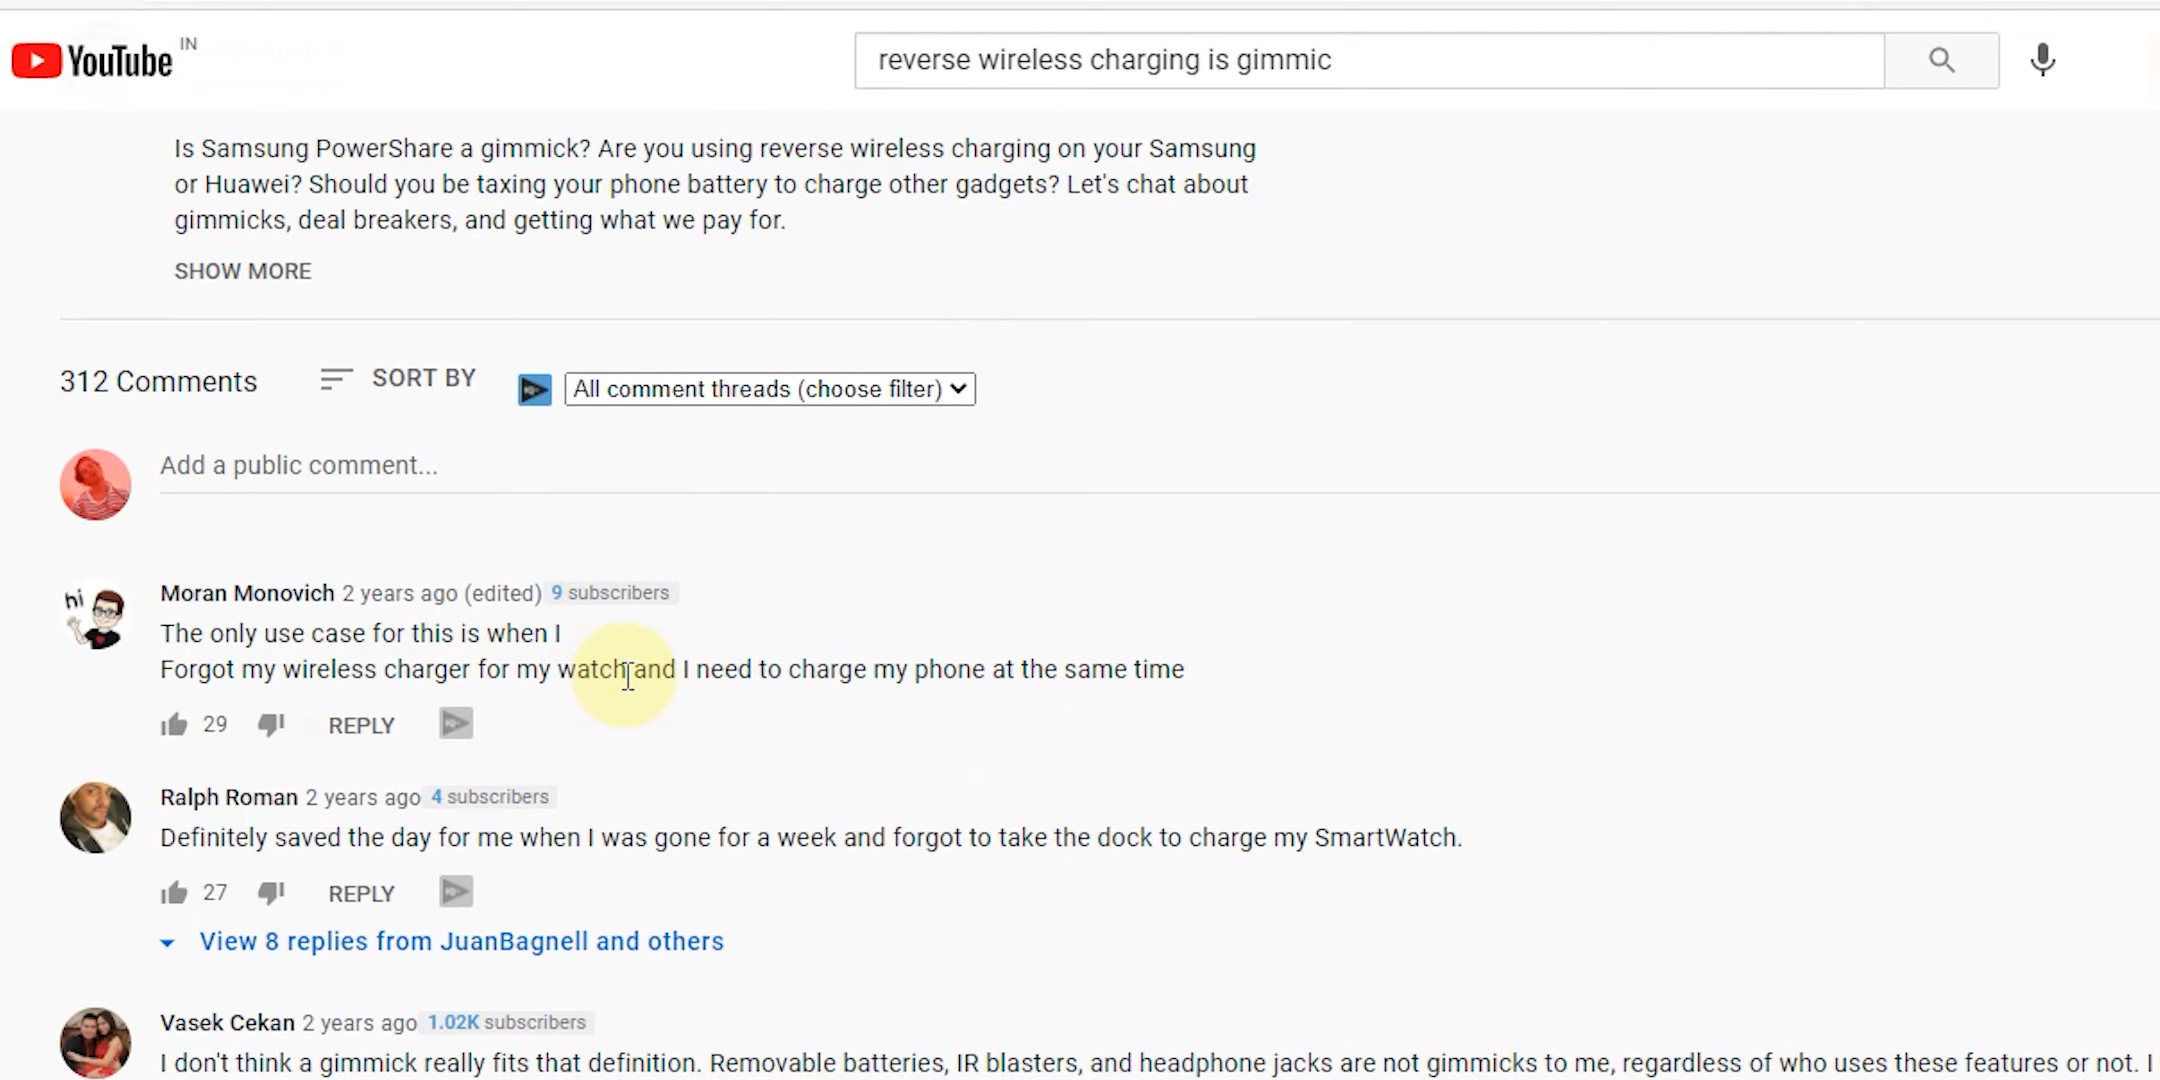 YouTube IN
reverse wireless charging is gimmic
Is Samsung PowerShare a gimmick? Are you using reverse wireless charging on your Samsung
or Huawei? Should you be taxing your phone battery to charge other gadgets? Let's chat about
gimmicks, deal breakers, and getting what we pay for.
SHOW MORE
312 Comments SORT BY All comment threads (choose filter)
Add a public comment...
hi
Moran Monovich 2 years ago (edited) 9 subscribers
The only use case for this is when I
Forgot my wireless charger for my watch and I need to charge my phone at the same time
29 REPLY
Ralph Roman 2 years ago 4 subscribers
Definitely saved the day for me when I was gone for a week and forgot to take the dock to charge my SmartWatch.
27 REPLY
View 8 replies from JuanBagnell and others
Vasek Cekan 2 years ago 1.02K subscribers
I don't think a gimmick really fits that definition. Removable batteries, IR blasters, and headphone jacks are not gimmicks to me, regardless of who uses these features or not. I